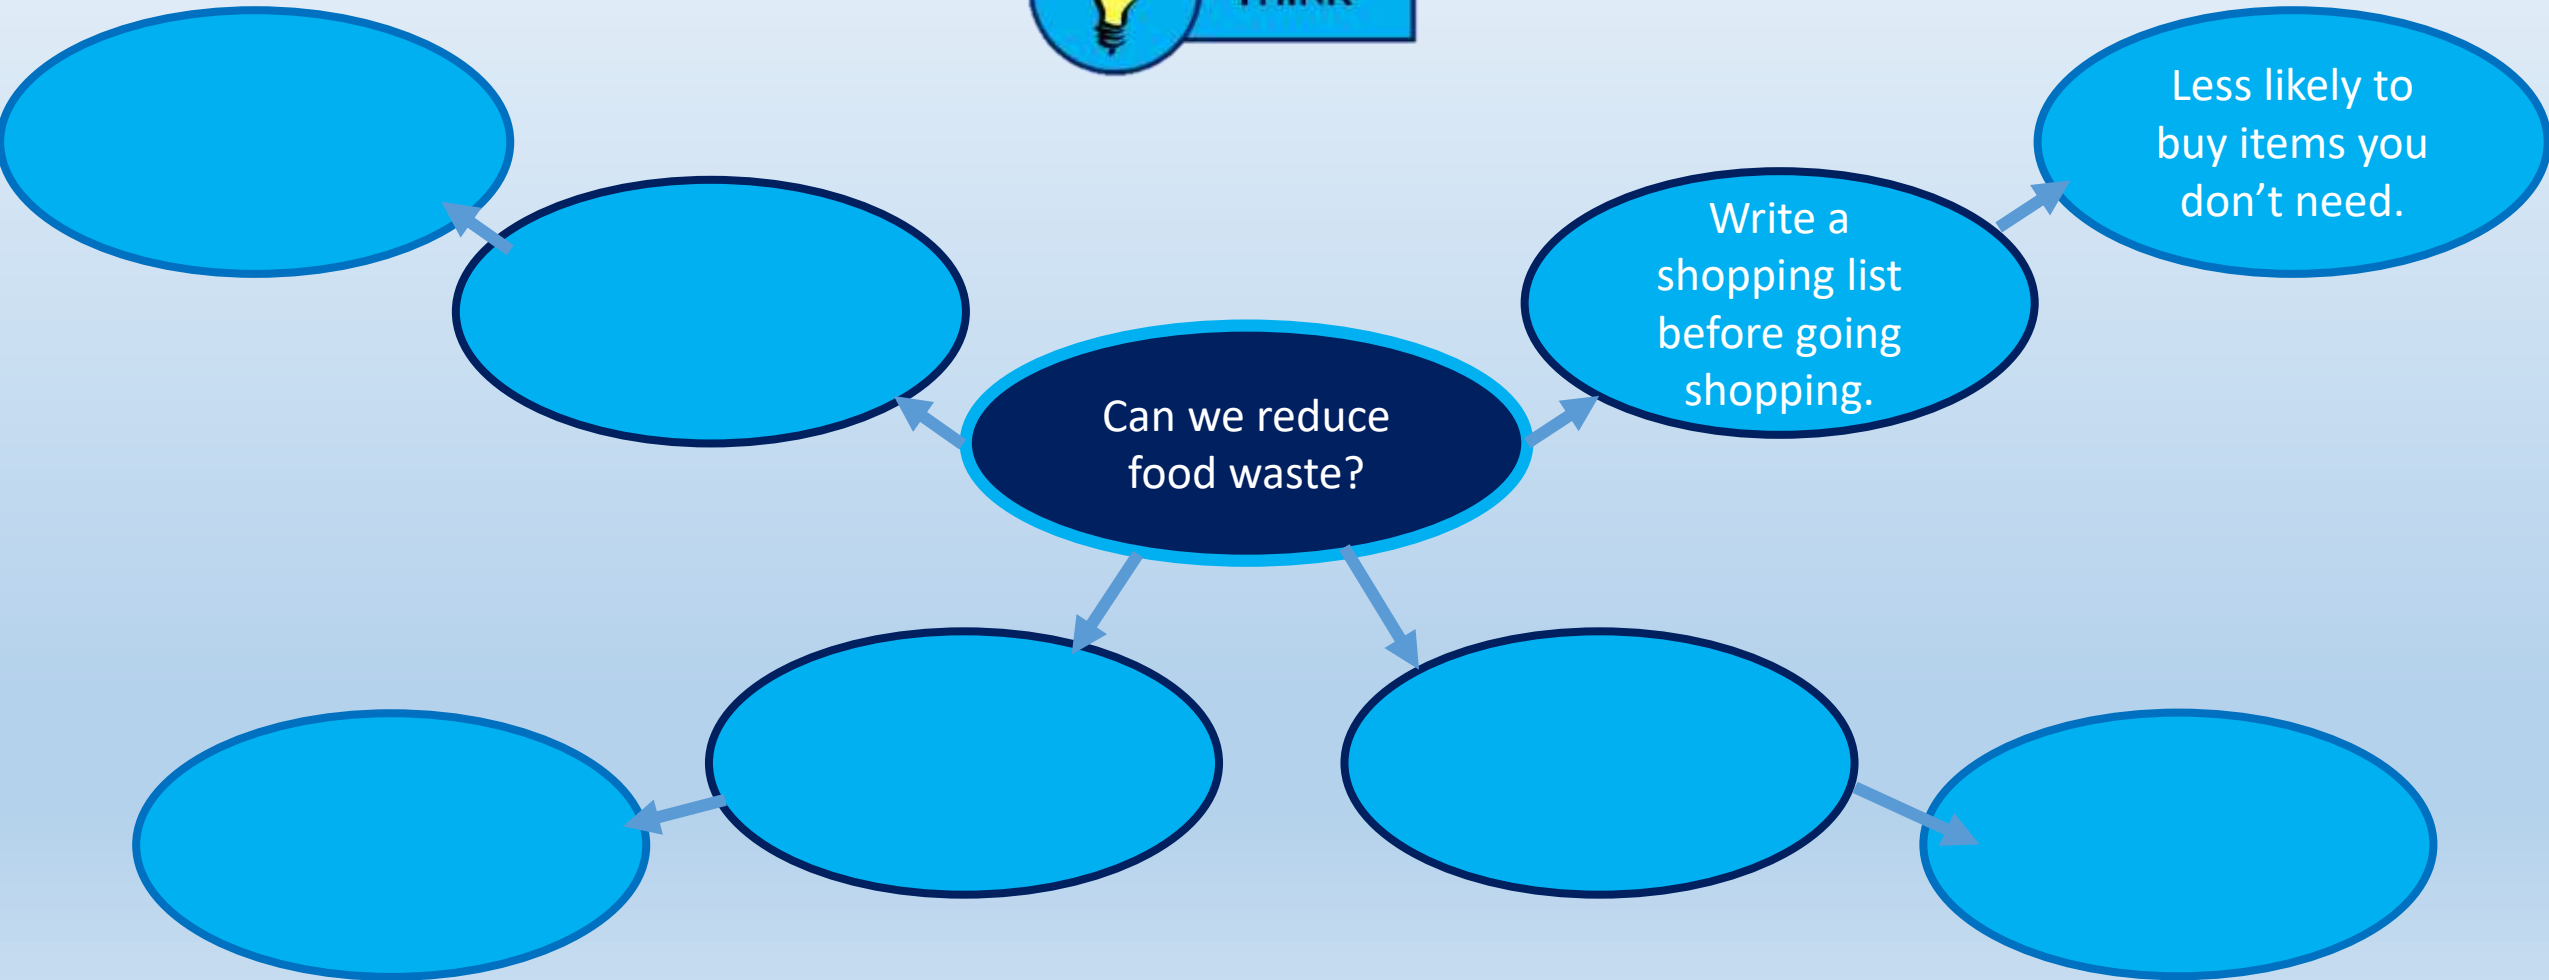 THINK
Less likely to
buy items you
don't need.
Write a
shopping list
before going
shopping.
Can we reduce
food waste?